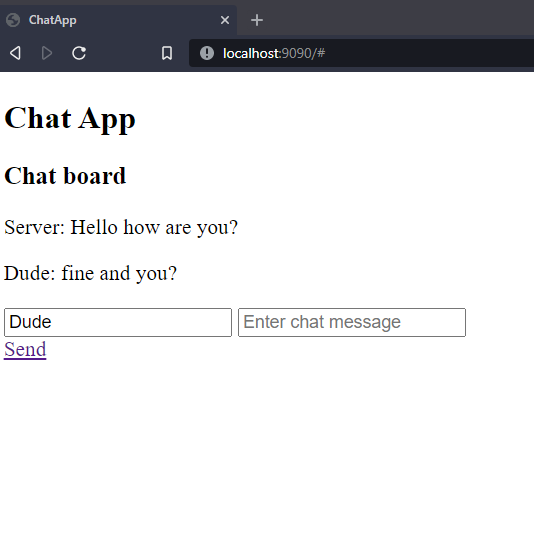 ChatApp
localhost:9090/#
Chat App
Chat board
Server: Hello how are you?
Dude: fine and you?
Dude Enter chat message
Send